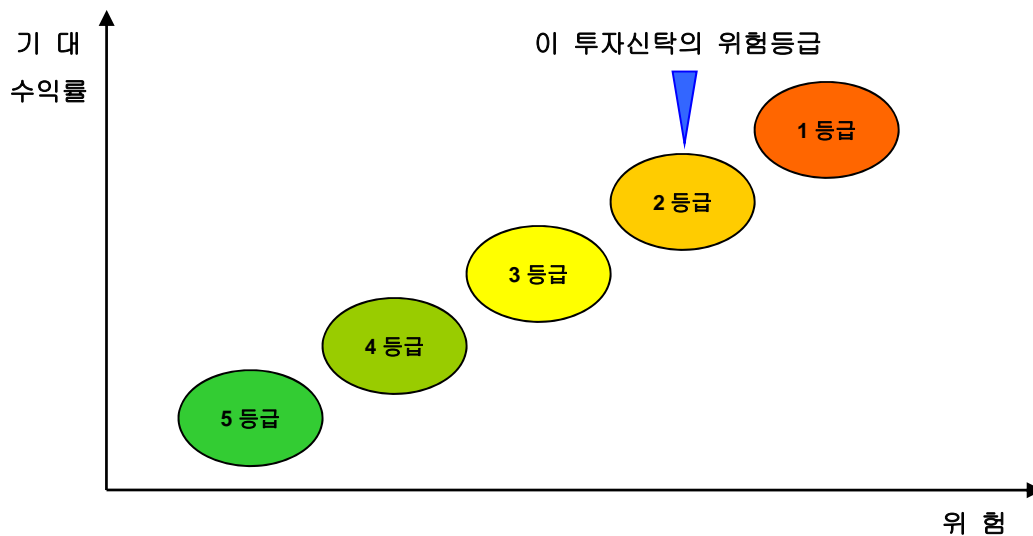 기 대
수익률
이 투자신탁의 위험등급
1 등급
2 등급
3 등급
4 등급
5 등급
위 험